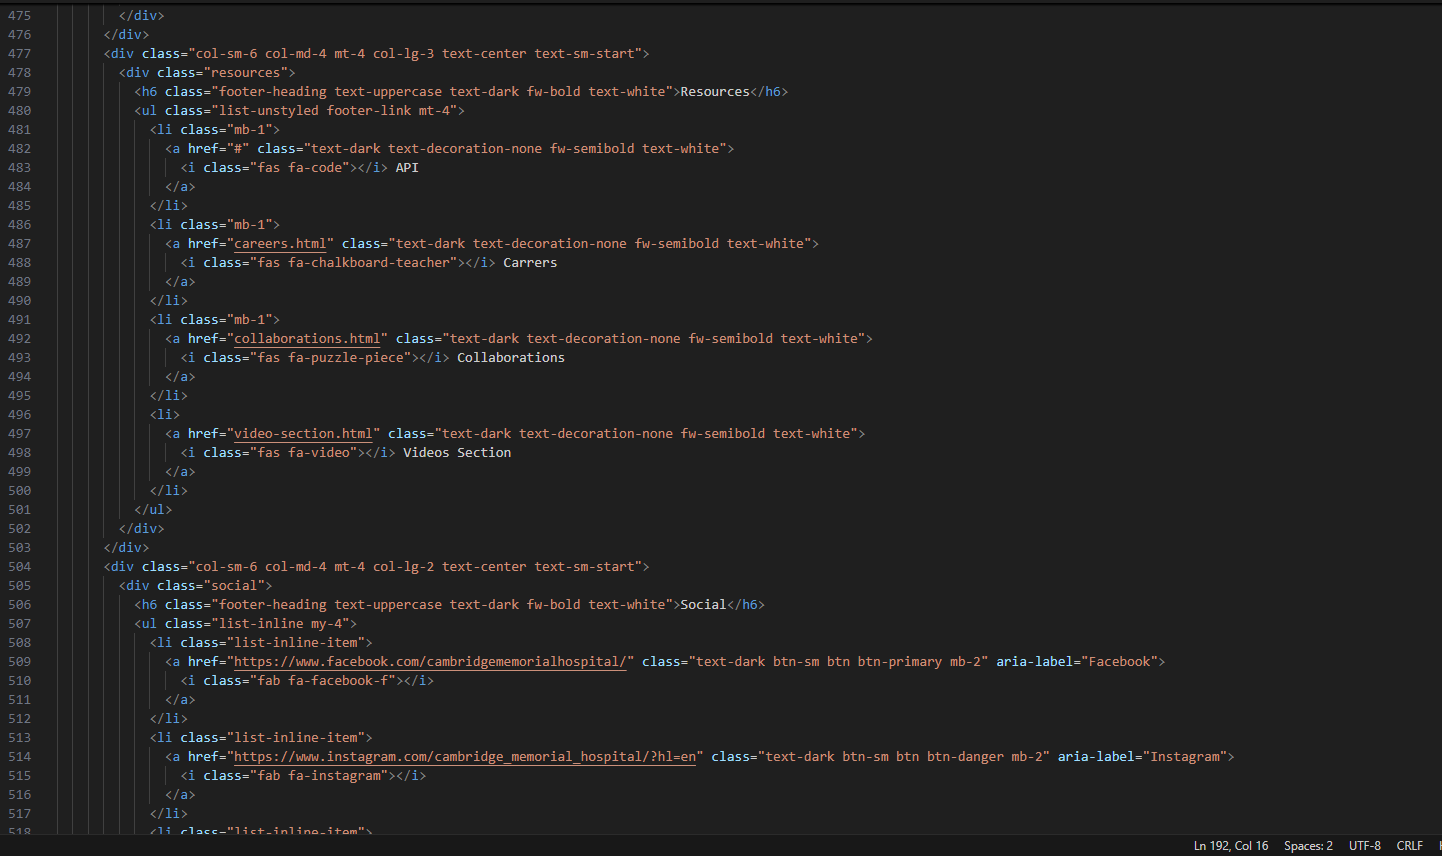 475 </div>
476 </div>
477 <div class="col-sm-6 col-md-4 mt-4 col-lg-3 text-center text-sm-start">
478 <div class="resources">
479 <h6 class="footer-heading text-uppercase text-dark fw-bold text-white">Resources</h6>
480 <ul class="list-unstyled footer-link mt-4">
481 <li class="mb-1">
482 <a href="#" class="text-dark text-decoration-none fw-semibold text-white">
483 <i class="fas fa-code"></i> API
484 </a>
485 </li>
486 <li class="mb-1">
487 <a href="careers.html" class="text-dark text-decoration-none fw-semibold text-white">
488 <i class="fas fa-chalkboard-teacher"></i> Carrers
489 </a>
490 </li>
491 <li class="mb-1">
492 <a href="collaborations.html" class="text-dark text-decoration-none fw-semibold text-white">
493 <i class="fas fa-puzzle-piece"></i> Collaborations
494 </a>
495 </li>
496 <li>
497 <a href="video-section.html" class="text-dark text-decoration-none fw-semibold text-white">
498 <i class="fas fa-video"></i> Videos Section
499 </a>
500 </li>
501 </ul>
502 </div>
503 </div>
504 <div class="col-sm-6 col-md-4 mt-4 col-lg-2 text-center text-sm-start">
505 <div class="social">
506 <h6 class="footer-heading text-uppercase text-dark fw-bold text-white">Social</h6>
507 <ul class="list-inline my-4">
508 <li class="list-inline-item">
509 <a href="https://www.facebook.com/cambridgememorialhospital/" class="text-dark btn-sm btn btn-primary mb-2" aria-label="Facebook">
510 <i class="fab fa-facebook-f"></i>
511 </a>
512 </li>
513 <li class="list-inline-item">
514 <a href="https://www.instagram.com/cambridge_memorial_hospital/?hl=en" class="text-dark btn-sm btn btn-danger mb-2" aria-label="Instagram">
515 <i class="fab fa-instagram"></i>
516 </a>
517 </li>
518 <li class="list-inline-item">
Ln 192, Col 16 Spaces: 2 UTF-8 CRLF